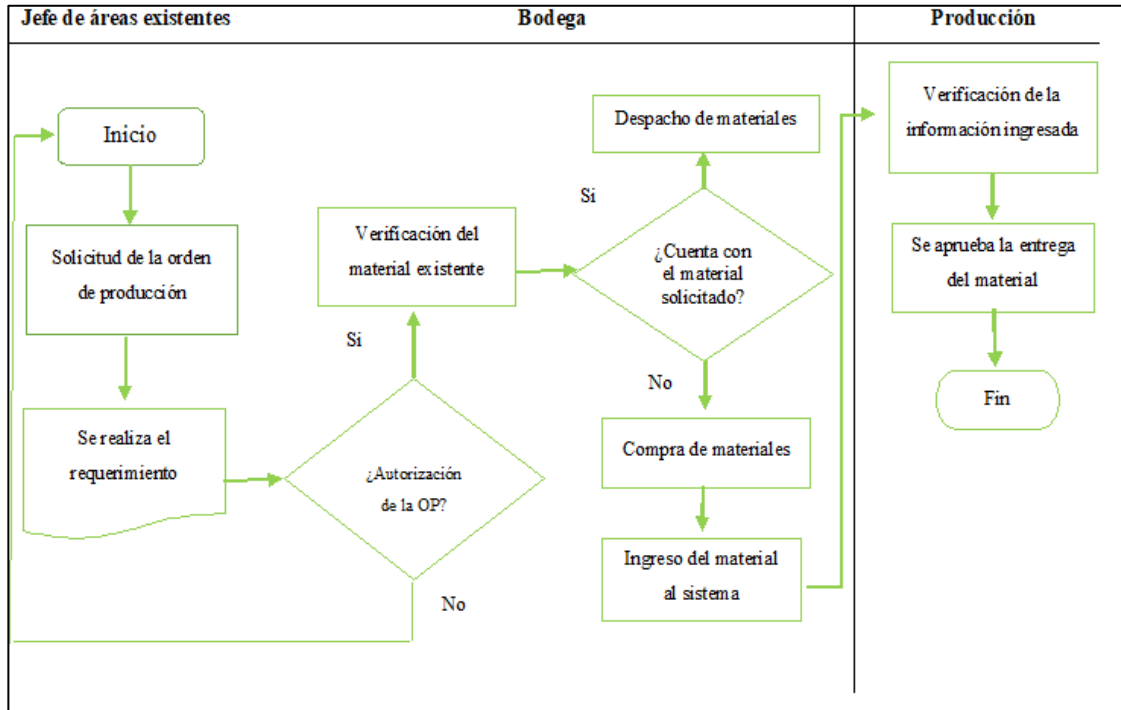 Jefe de áreas existentes
Bodega
Producción
Inicio
Solicitud de la orden
de producción
Se realiza el
requerimiento
¿Autorización
de la OP?
Si
No
Verificación del
material existente
¿Cuenta con
el material
solicitado?
Si
Despacho de materiales
No
Compra de materiales
Ingreso del material
al sistema
Verificación de la
información ingresada
Se aprueba la entrega
del material
Fin